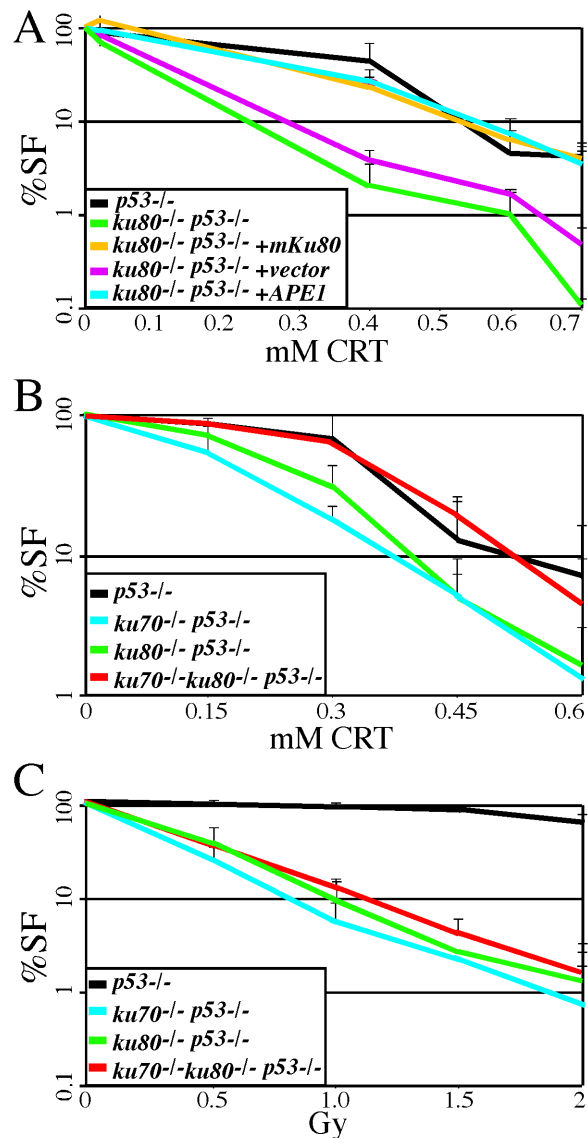 A
%SF
100
10
1
0.1
p53-/-
ku80-/- p53-/-
ku80-/- p53-/- +mKu80
ku80-/- p53-/- +vector
ku80-/- p53-/- +APE1
0 0.1 0.2 0.3 0.4 0.5 0.6 0.7
mM CRT
B
%SF
100
10
1
p53-/-
ku70-/- p53-/-
ku80-/- p53-/-
ku70-/-ku80-/- p53-/-
0 0.15 0.3 0.45 0.6
mM CRT
C
%SF
100
10
1
0.1
p53-/-
ku70-/- p53-/-
ku80-/- p53-/-
ku70-/-ku80-/- p53-/-
0 0.5 1.0 1.5 2
Gy